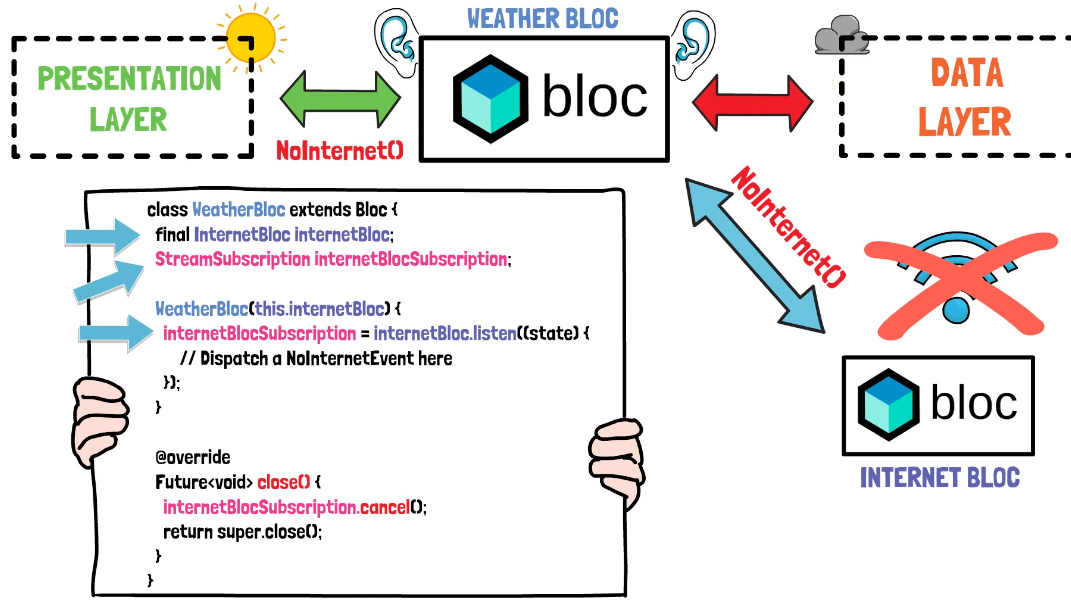 WEATHER BLOC
PRESENTATION
LAYER
bloc
DATA
LAYER
NoInternet()
NoInternet()
class WeatherBloc extends Bloc {
final InternetBloc internetBloc;
StreamSubscription internetBlocSubscription;
WeatherBloc(this.internetBloc) {
internetBlocSubscription = internetBloc.listen((state) {
// Dispatch a NoInternetEvent here
});
}
@override
Future<void> close() {
internetBlocSubscription.cancel();
return super.close();
}
}
bloc
INTERNET BLOC